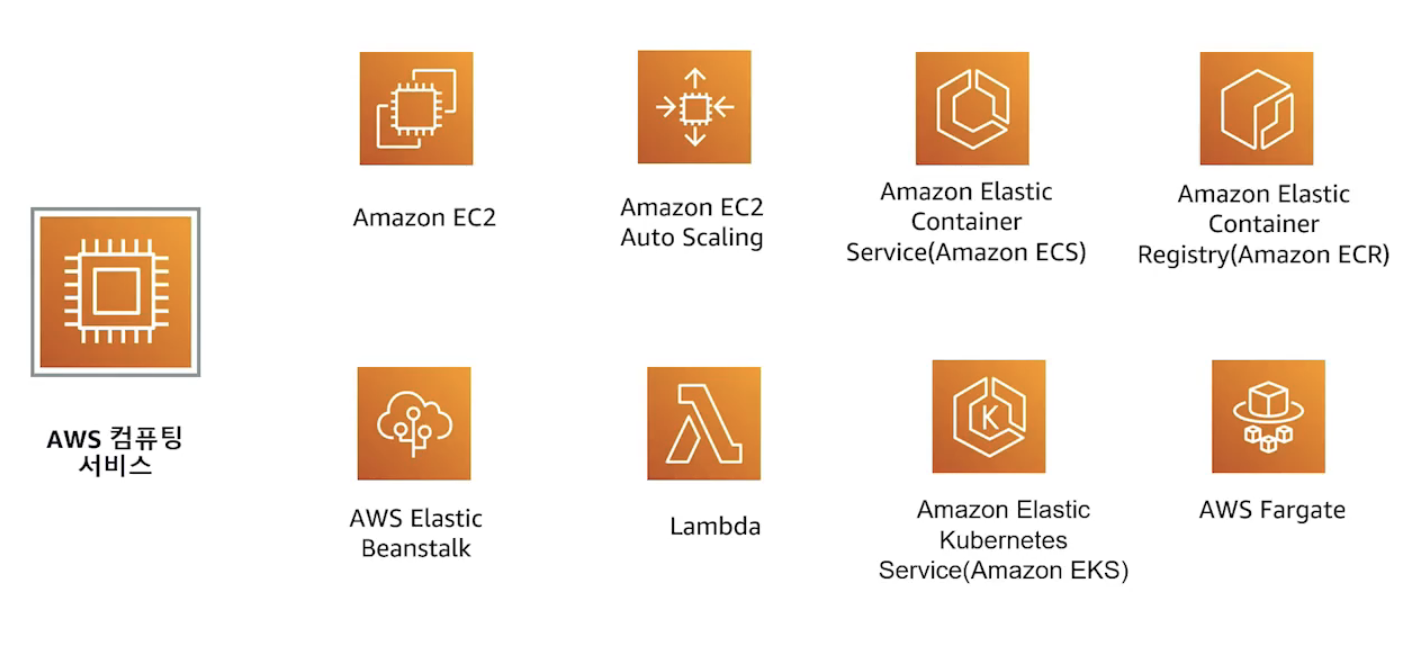 AWS 컴퓨팅
서비스
Amazon EC2
Amazon EC2
Auto Scaling
Amazon Elastic
Container
Service(Amazon ECS)
Amazon Elastic
Container
Registry(Amazon ECR)
AWS Elastic
Beanstalk
Lambda
K
Amazon Elastic
Kubernetes
Service(Amazon EKS)
AWS Fargate